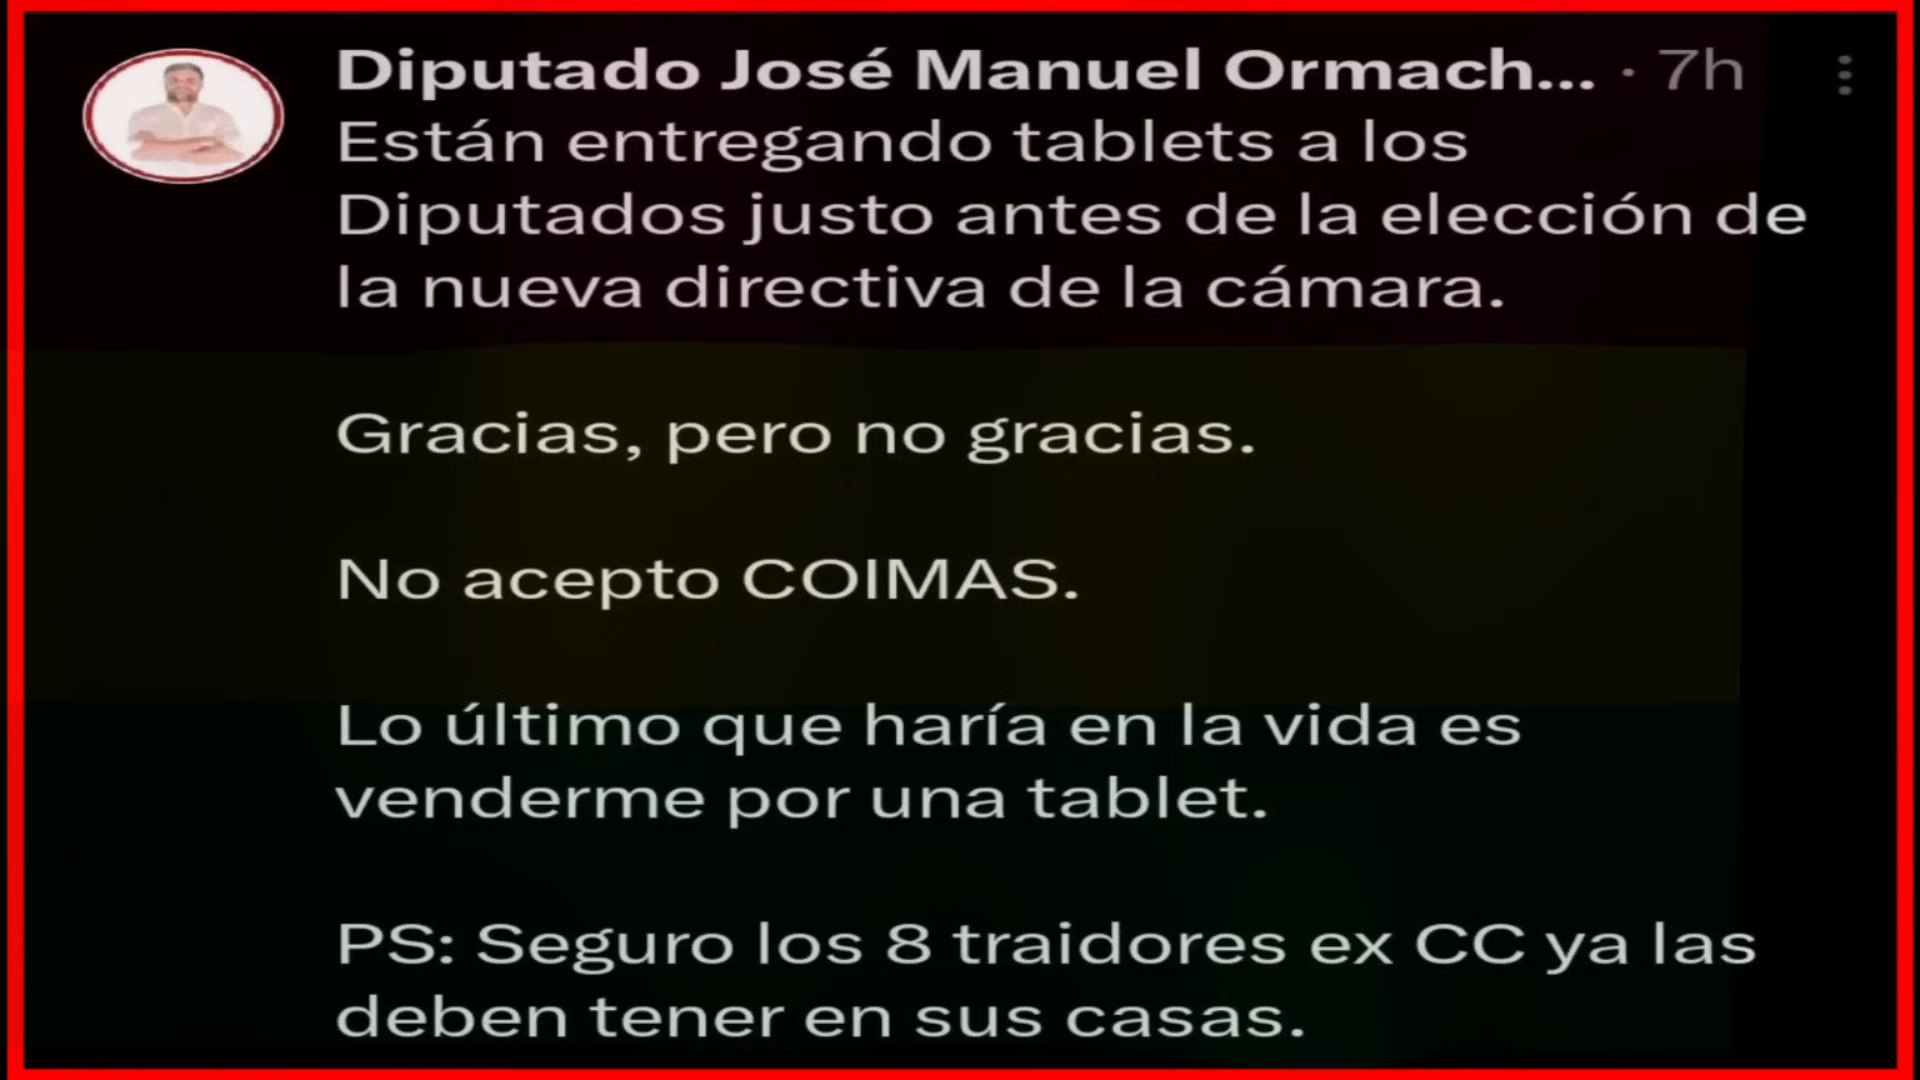 Diputado José Manuel Ormach... · 7h
Están entregando tablets a los
Diputados justo antes de la elección de
la nueva directiva de la cámara.
Gracias, pero no gracias.
No acepto COIMAS.
Lo último que haría en la vida es
venderme por una tablet.
PS: Seguro los 8 traidores ex CC ya las
deben tener en sus casas.